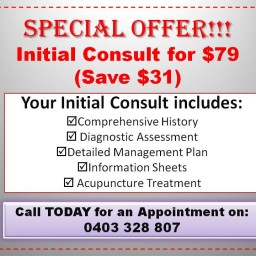 SPECIAL OFFER!!!
Initial Consult for $79
(Save $31)
Your Initial Consult includes:
☑Comprehensive History
☑ Diagnostic Assessment
☑Detailed Management Plan
☑Information Sheets
☑ Acupuncture Treatment
Call TODAY for an Appointment on:
0403 328 807